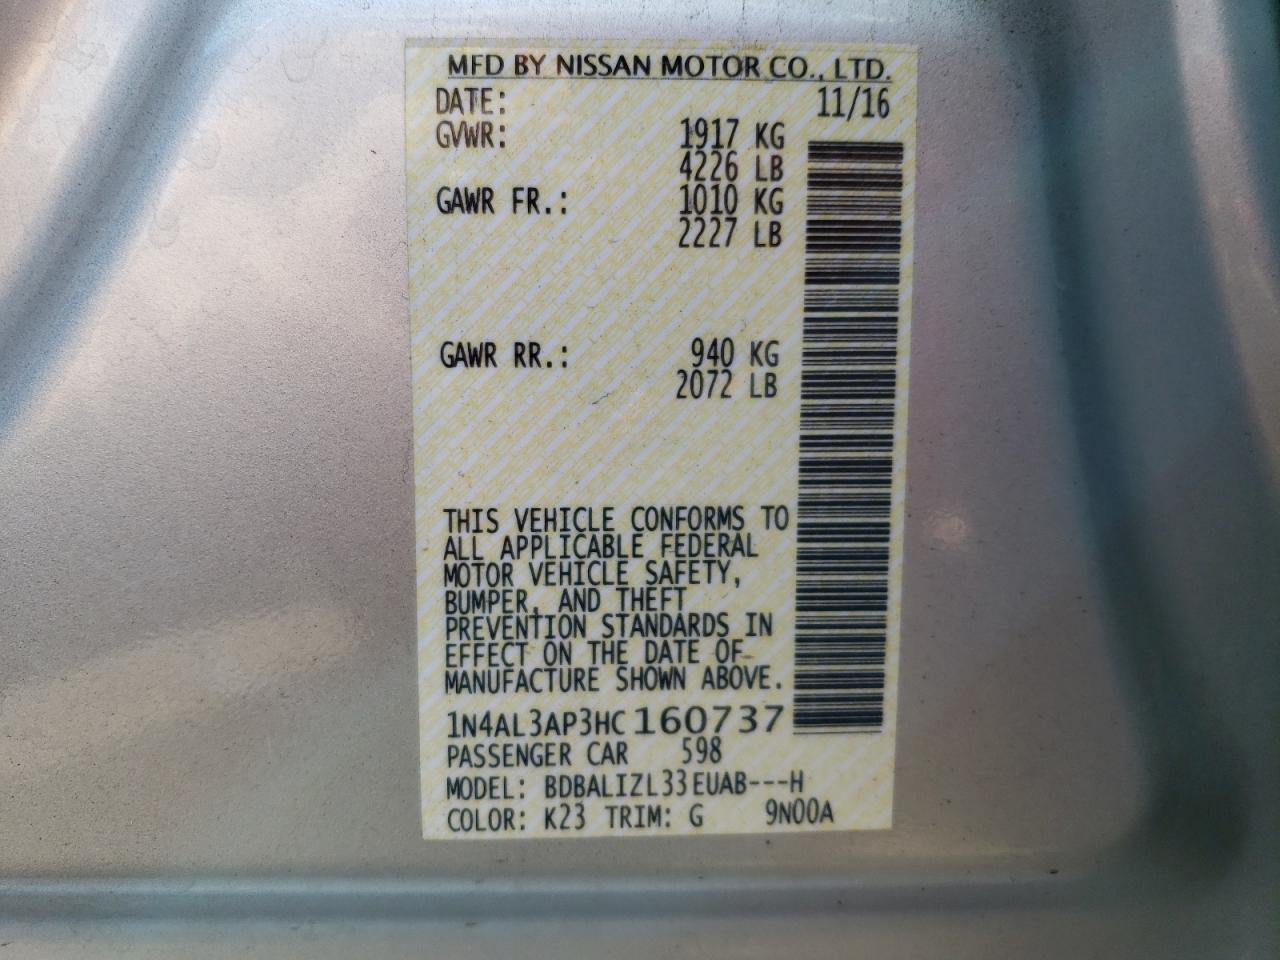 MFD BY NISSAN MOTOR CO., LTD.
DATE: 11/16
GVWR: 1917 KG
4226 LB
GAWR FR.: 1010 KG
2227 LB
GAWR RR.: 940 KG
2072 LB
THIS VEHICLE CONFORMS TO
ALL APPLICABLE FEDERAL
MOTOR VEHICLE SAFETY,
BUMPER, AND THEFT
PREVENTION STANDARDS IN
EFFECT ON THE DATE OF
MANUFACTURE SHOWN ABOVE.
1N4AL3AP3HC160737
PASSENGER CAR 598
MODEL: BDBALIZL33EUAB---H
COLOR: K23 TRIM: G 9N00A